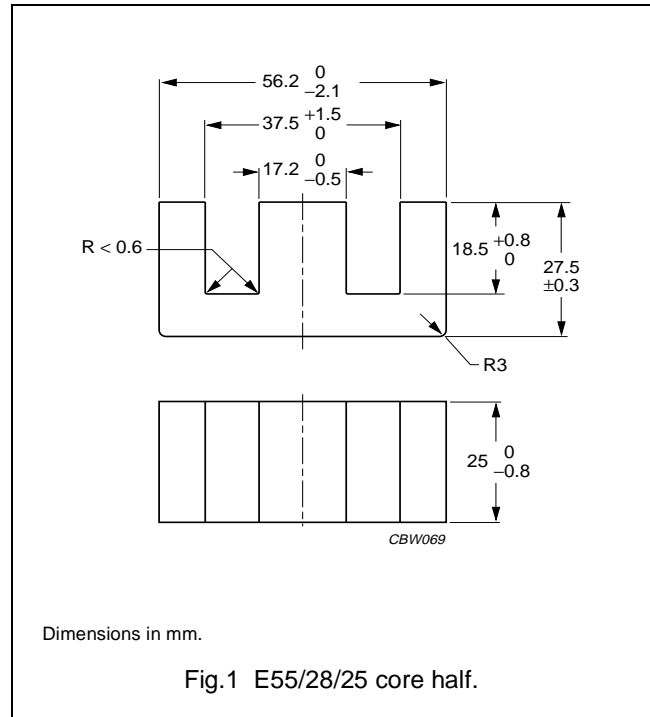 56.2 0
−2.1
37.5 +1.5
0
17.2 0
−0.5
R < 0.6
18.5 +0.8
0
27.5
±0.3
R3
25 0
−0.8
CBW069
Dimensions in mm.
Fig.1 E55/28/25 core half.